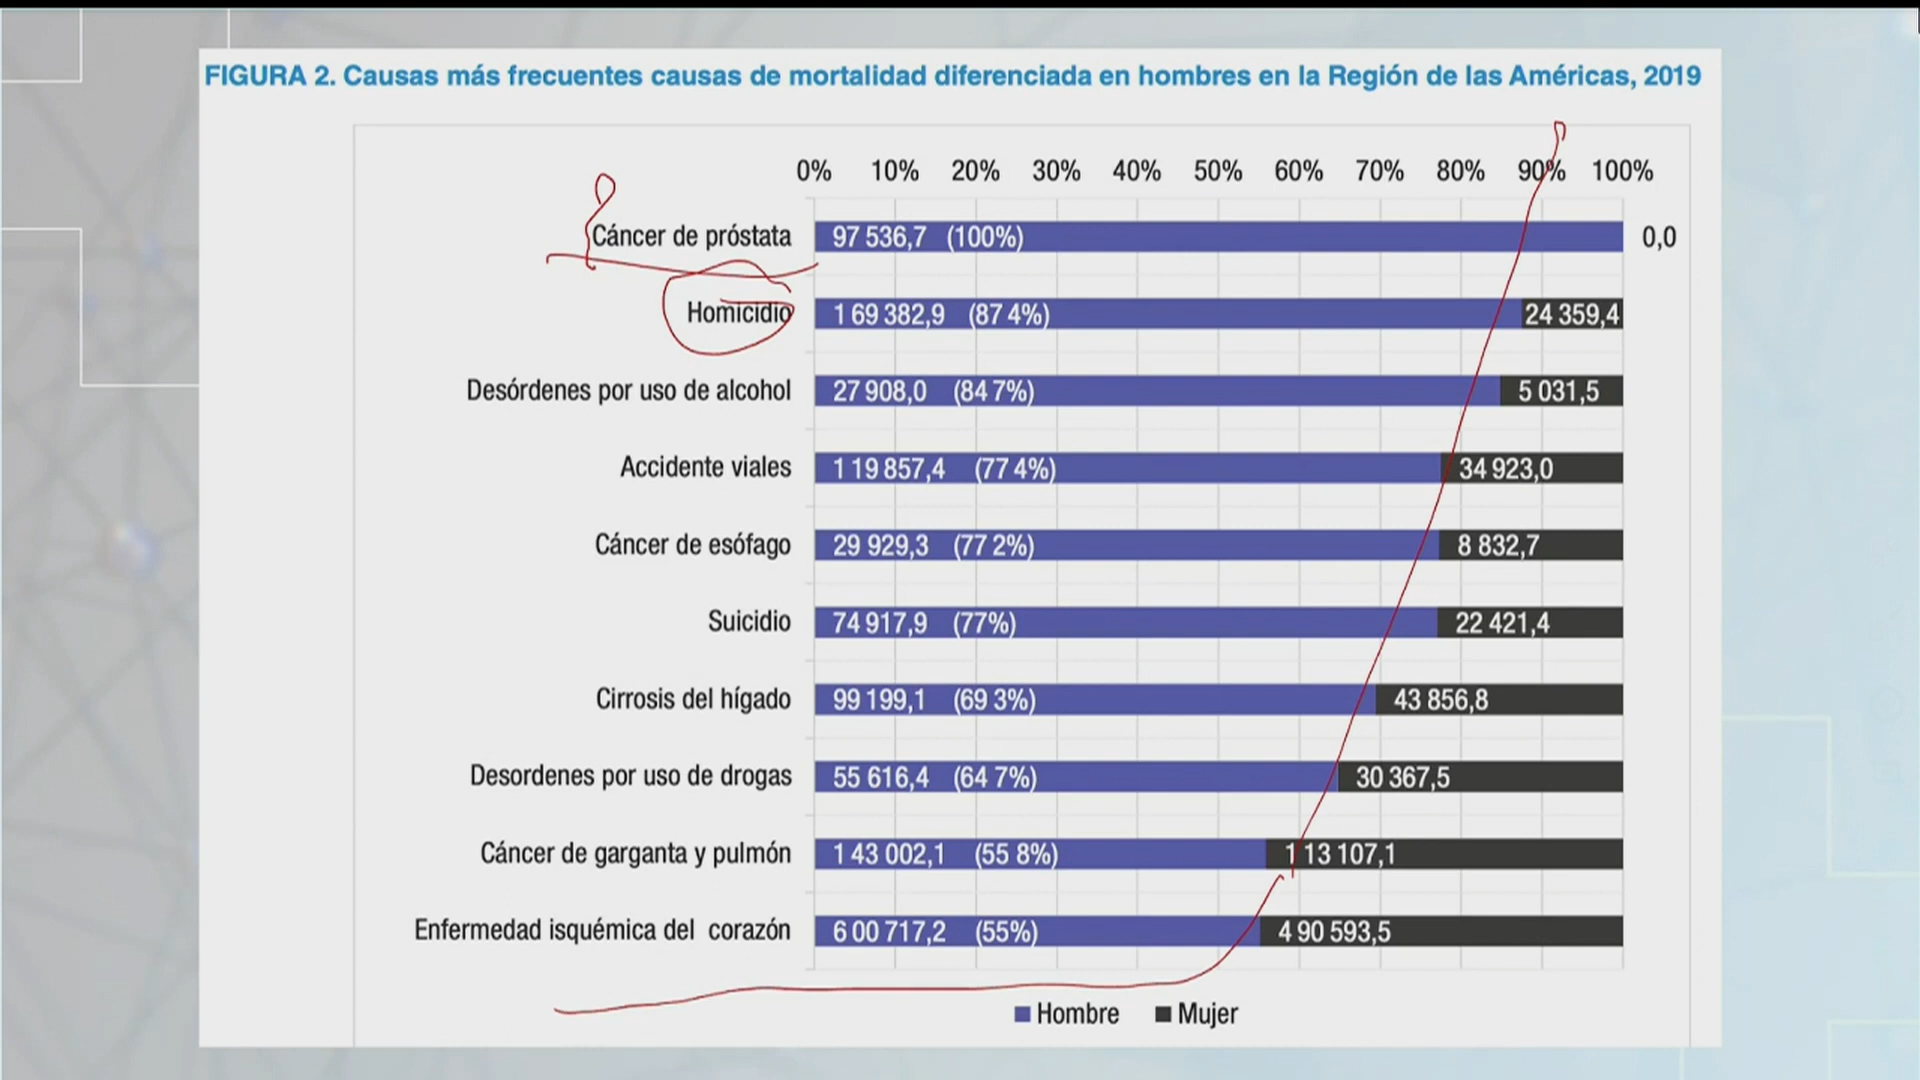 FIGURA 2. Causas más frecuentes causas de mortalidad diferenciada en hombres en la Región de las Américas, 2019
0% 10% 20% 30% 40% 50% 60% 70% 80% 90% 100%
Cáncer de próstata 97 536,7 (100%) 0,0
Homicidio 1 69 382,9 (87 4%) 24 359,4
Desórdenes por uso de alcohol 27 908,0 (84 7%) 5 031,5
Accidente viales 1 19 857,4 (77 4%) 34 923,0
Cáncer de esófago 29 929,3 (77 2%) 8 832,7
Suicidio 74 917,9 (77%) 22 421,4
Cirrosis del hígado 99 199,1 (69 3%) 43 856,8
Desordenes por uso de drogas 55 616,4 (64 7%) 30 367,5
Cáncer de garganta y pulmón 1 43 002,1 (55 8%) 1 13 107,1
Enfermedad isquémica del corazón 6 00 717,2 (55%) 4 90 593,5
Hombre Mujer